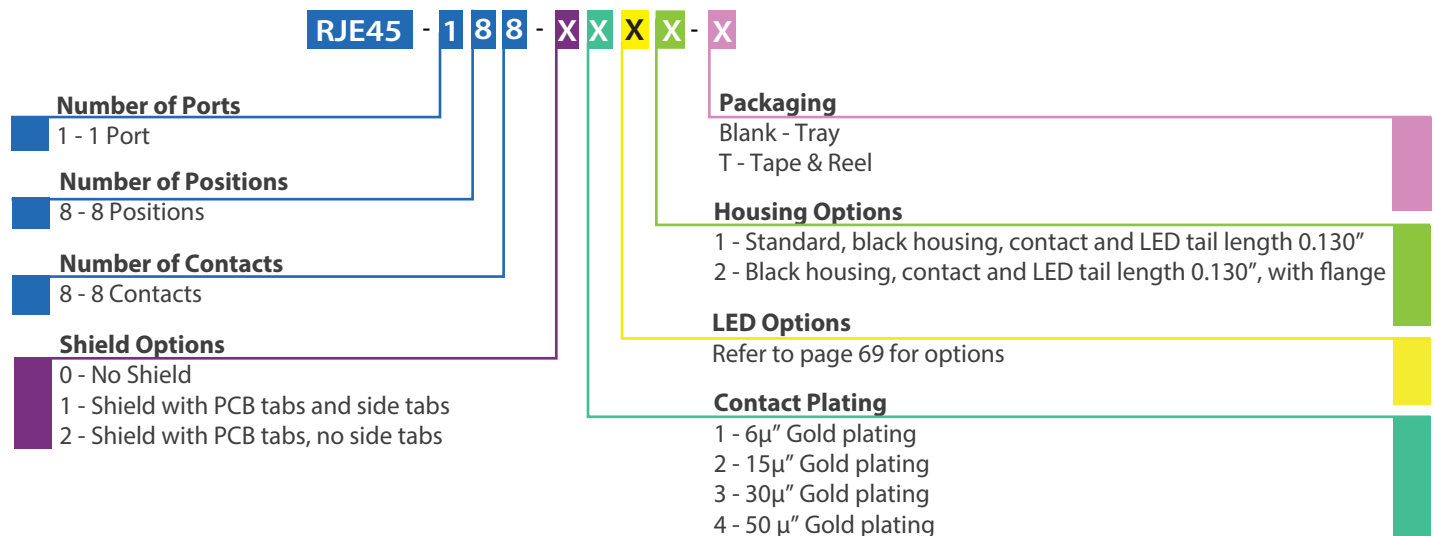 RJE45 - 1 8 8 - X X X X - X
Number of Ports
1 - 1 Port
Number of Positions
8 - 8 Positions
Number of Contacts
8 - 8 Contacts
Shield Options
0 - No Shield
1 - Shield with PCB tabs and side tabs
2 - Shield with PCB tabs, no side tabs
Packaging
Blank - Tray
T - Tape & Reel
Housing Options
1 - Standard, black housing, contact and LED tail length 0.130”
2 - Black housing, contact and LED tail length 0.130”, with flange
LED Options
Refer to page 69 for options
Contact Plating
1 - 6µ” Gold plating
2 - 15µ” Gold plating
3 - 30µ” Gold plating
4 - 50 µ” Gold plating